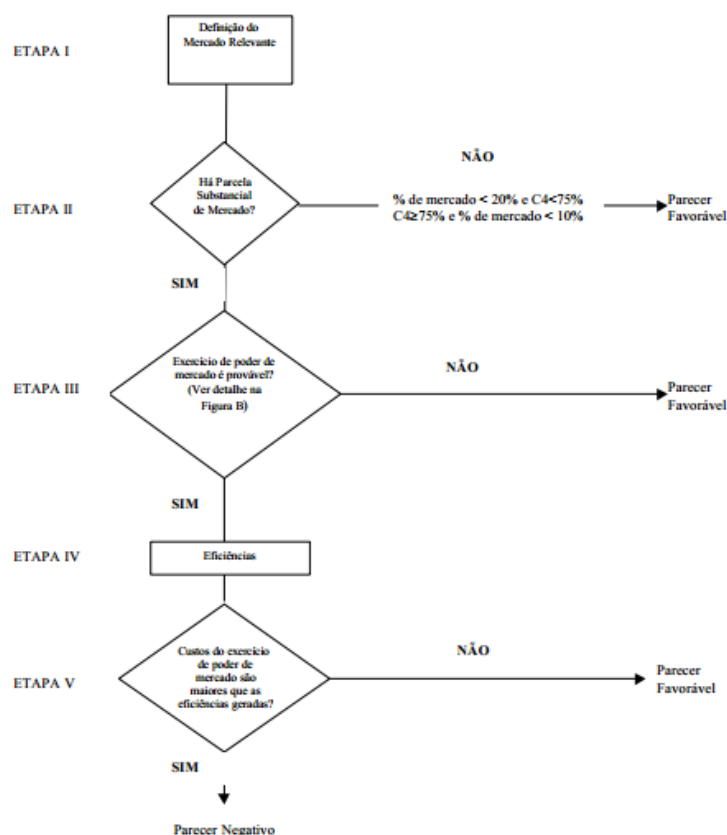 ETAPA I
Definição do
Mercado Relevante
ETAPA II
Há Parcela
Substancial
de Mercado?
NÃO
% de mercado < 20% e C4<75%
C4≥75% e % de mercado < 10%
Parecer
Favorável
SIM
ETAPA III
Exercício de poder de
mercado é provável?
(Ver detalhe na
Figura B)
NÃO
Parecer
Favorável
SIM
ETAPA IV
Eficiências
ETAPA V
Custos do exercício
de poder de
mercado são
maiores que as
eficiências geradas?
NÃO
Parecer
Favorável
SIM
Parecer Negativo